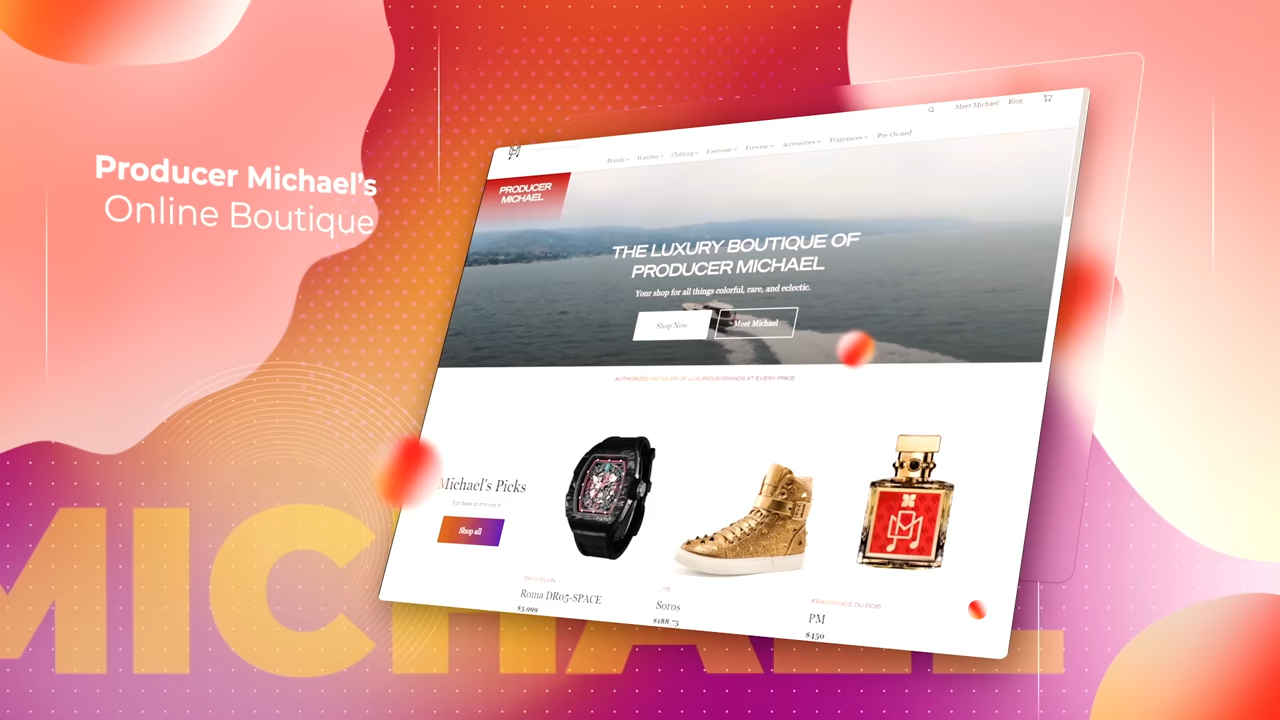 Producer Michael's
Online Boutique
Meet Michael Blog
Brands Watches Clothing Footwear Eyewear Accessories Fragrances Pre-Owned
PRODUCER
MICHAEL
THE LUXURY BOUTIQUE OF
PRODUCER MICHAEL
Your shop for all things colorful, rare, and eclectic.
Shop Now Meet Michael
AUTHORIZED RETAILER OF LUXURIOUS BRANDS AT EVERY PRICE
Michael's Picks
Shop all
Roma DR05-SPACE
$3,999
Soros
$188.75
FRAGRANCE DU BOIS
PM
$450
MICHAEL